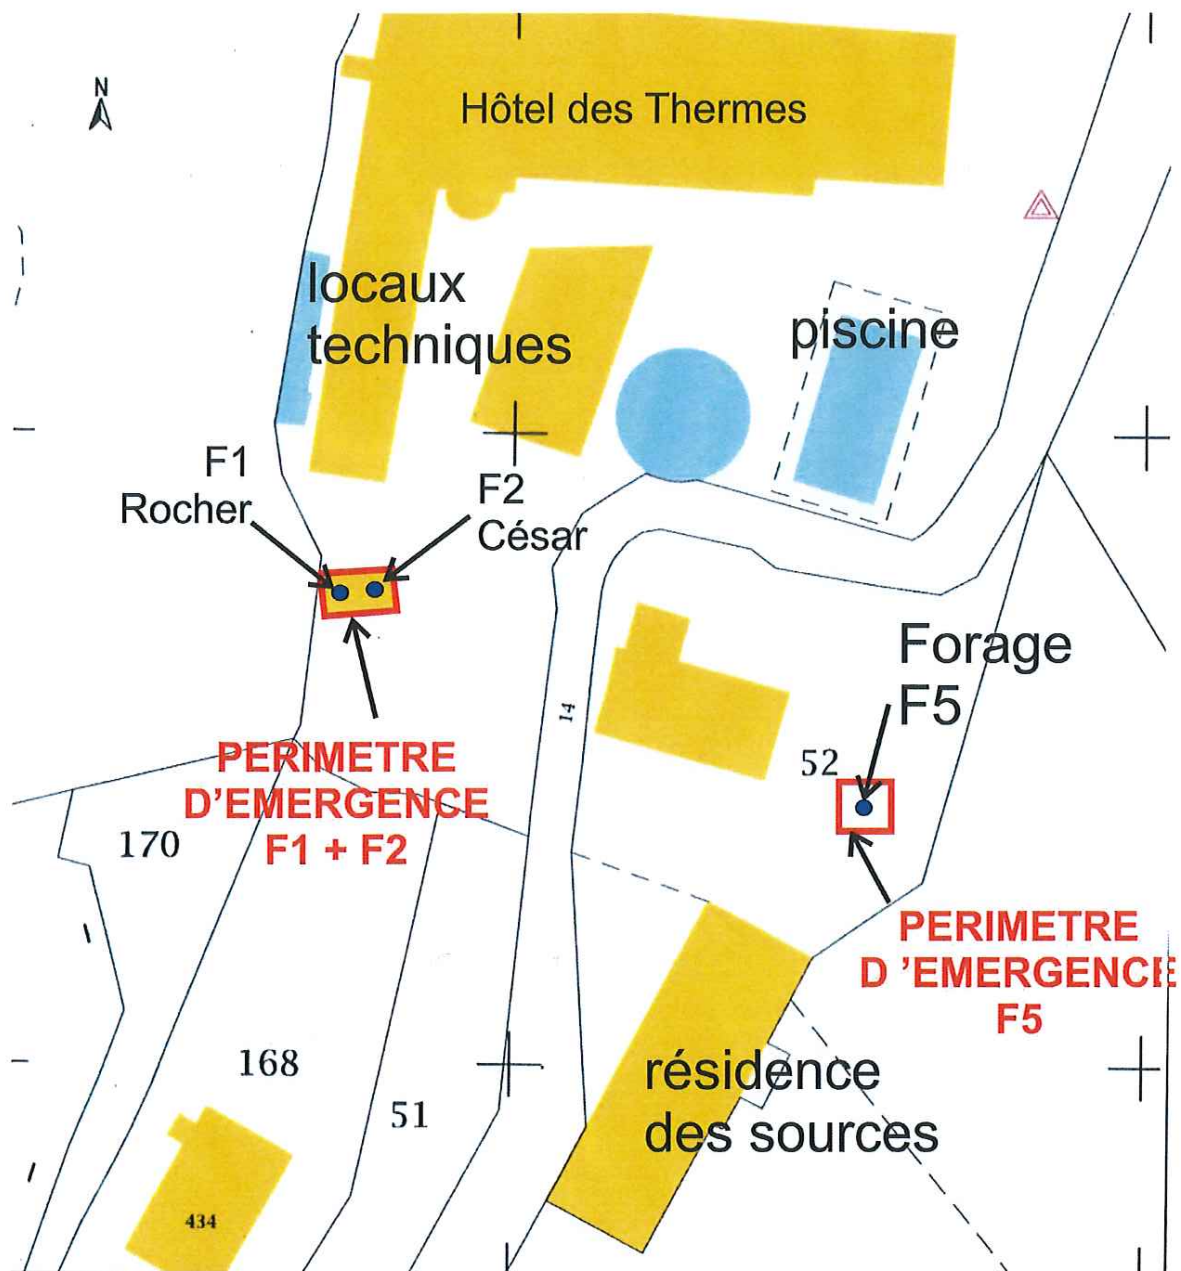 N
Hôtel des Thermes
locaux
techniques
piscine
F1
Rocher
F2
César
Forage
F5
14
52
PERIMETRE
D'EMERGENCE
F1 + F2
170
PERIMETRE
D 'EMERGENCE
F5
168
51
résidence
des sources
434